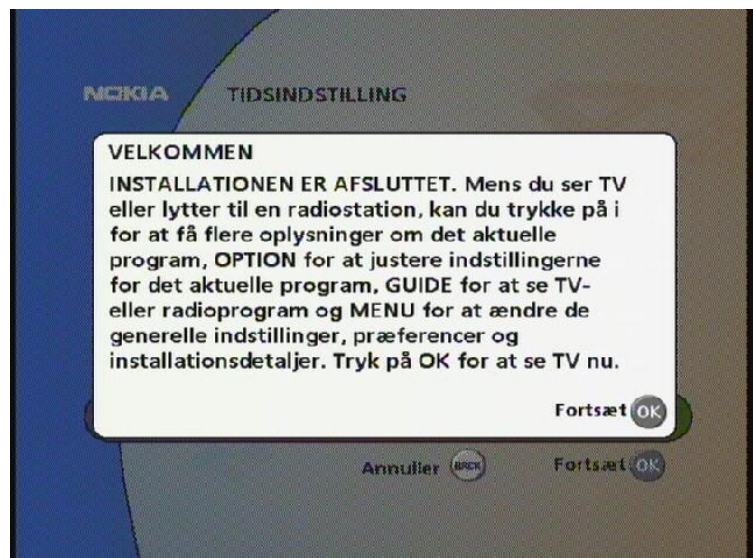 NOKIA TIDSINDSTILLING
VELKOMMEN
INSTALLATIONEN ER AFSLUTTET. Mens du ser TV
eller lytter til en radiostation, kan du trykke på i
for at få flere oplysninger om det aktuelle
program, OPTION for at justere indstillingerne
for det aktuelle program, GUIDE for at se TV-
eller radioprogram og MENU for at ændre de
generelle indstillinger, præferencer og
installationsdetaljer. Tryk på OK for at se TV nu.
Fortsæt OK
Annuller BACK Fortsæt OK